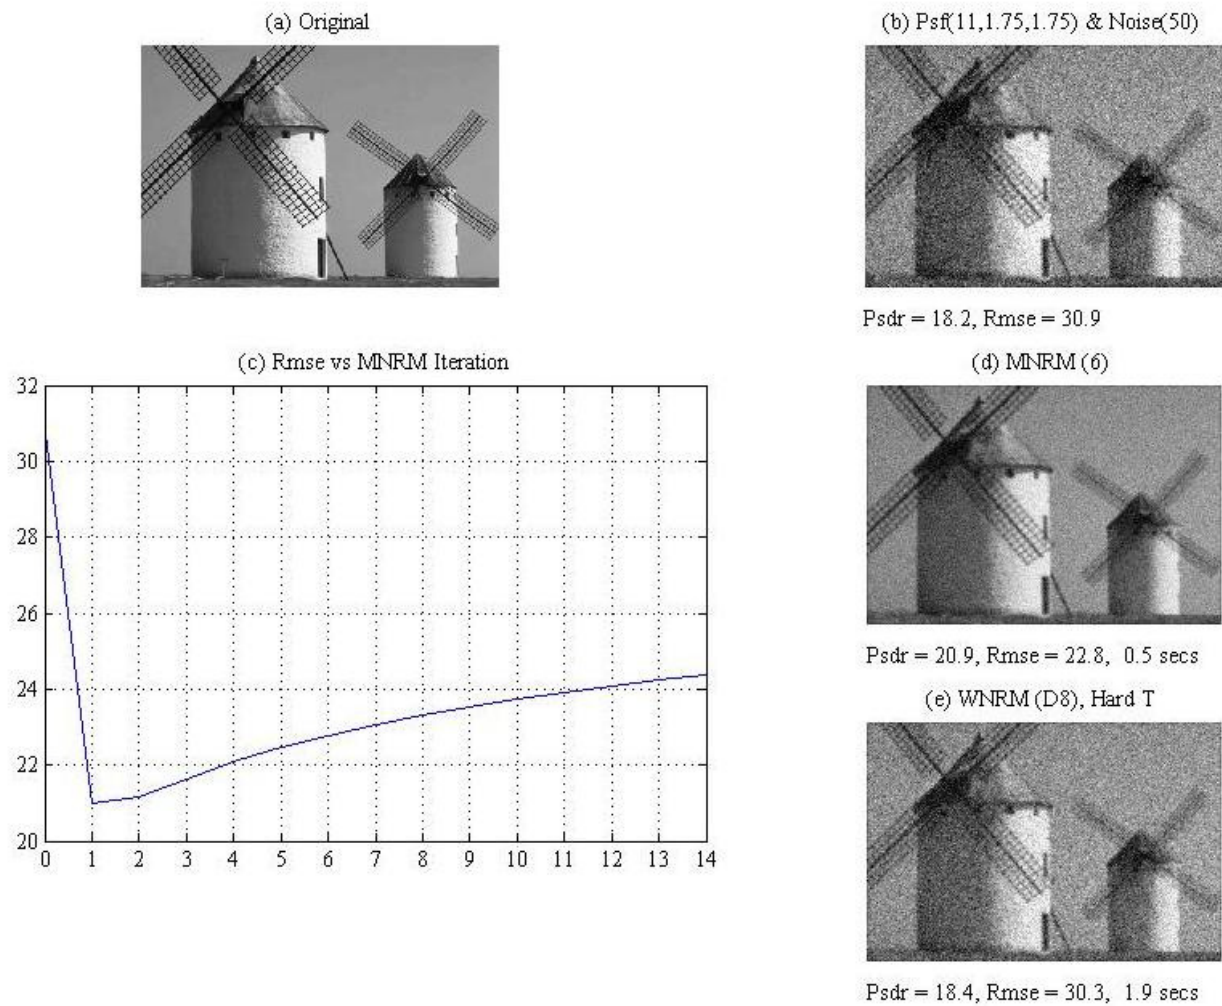 (a) Original
(b) Psf(11,1.75,1.75) & Noise(50)
Psdr = 18.2, Rmse = 30.9
(c) Rmse vs MNRM Iteration
32
30
28
26
24
22
20
0 1 2 3 4 5 6 7 8 9 10 11 12 13 14
(d) MNRM (6)
Psdr = 20.9, Rmse = 22.8, 0.5 secs
(e) WNRM (D8), Hard T
Psdr = 18.4, Rmse = 30.3, 1.9 secs